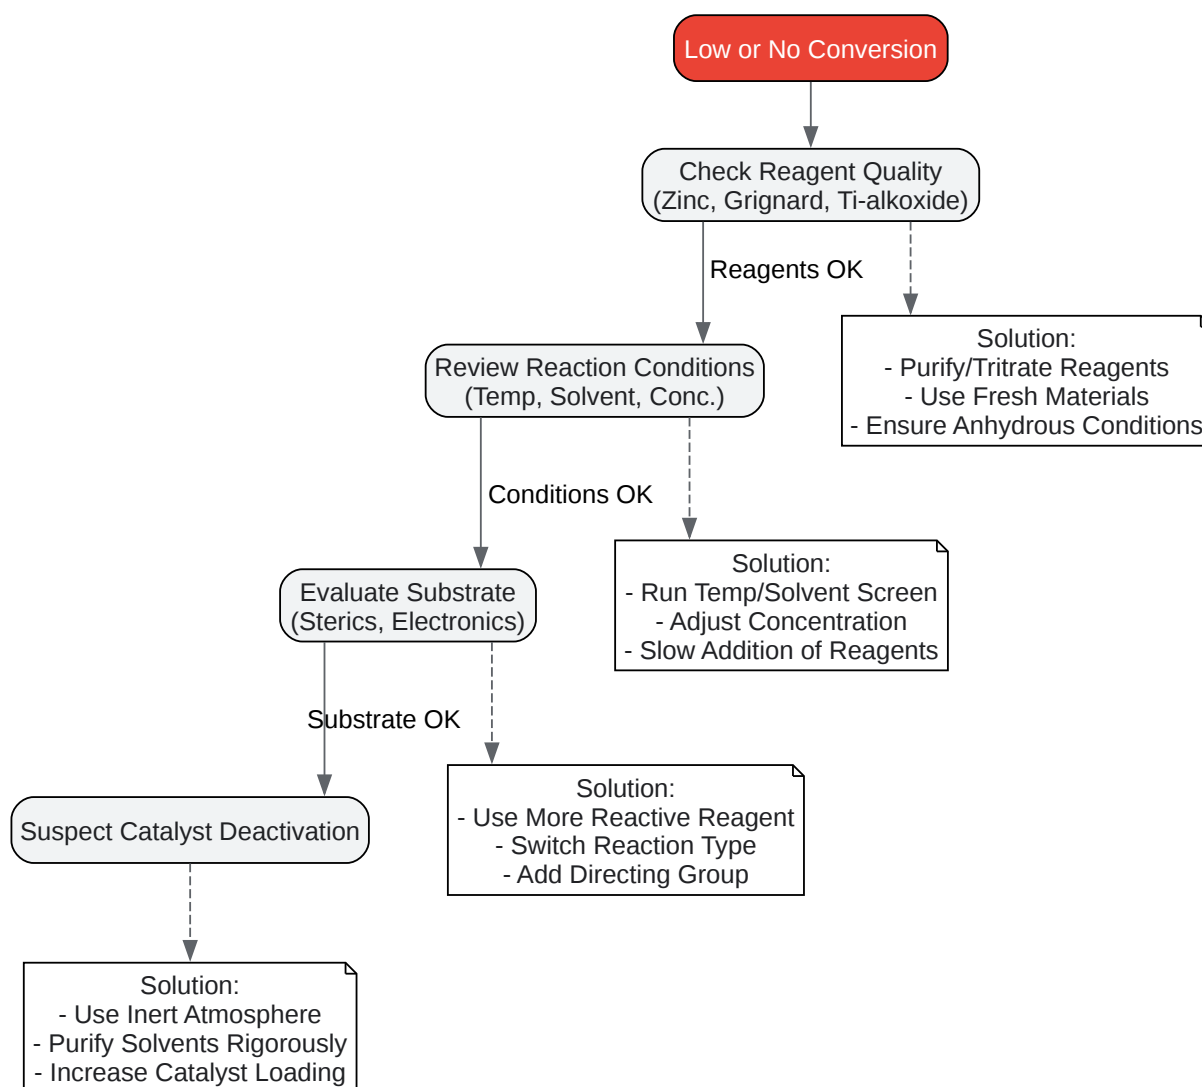 Low or No Conversion
Check Reagent Quality
(Zinc, Grignard, Ti-alkoxide)
Reagents OK
Solution:
- Purify/Tritrate Reagents
- Use Fresh Materials
- Ensure Anhydrous Conditions
Review Reaction Conditions
(Temp, Solvent, Conc.)
Conditions OK
Solution:
- Run Temp/Solvent Screen
- Adjust Concentration
- Slow Addition of Reagents
Evaluate Substrate
(Sterics, Electronics)
Substrate OK
Solution:
- Use More Reactive Reagent
- Switch Reaction Type
- Add Directing Group
Suspect Catalyst Deactivation
Solution:
- Use Inert Atmosphere
- Purify Solvents Rigorously
- Increase Catalyst Loading